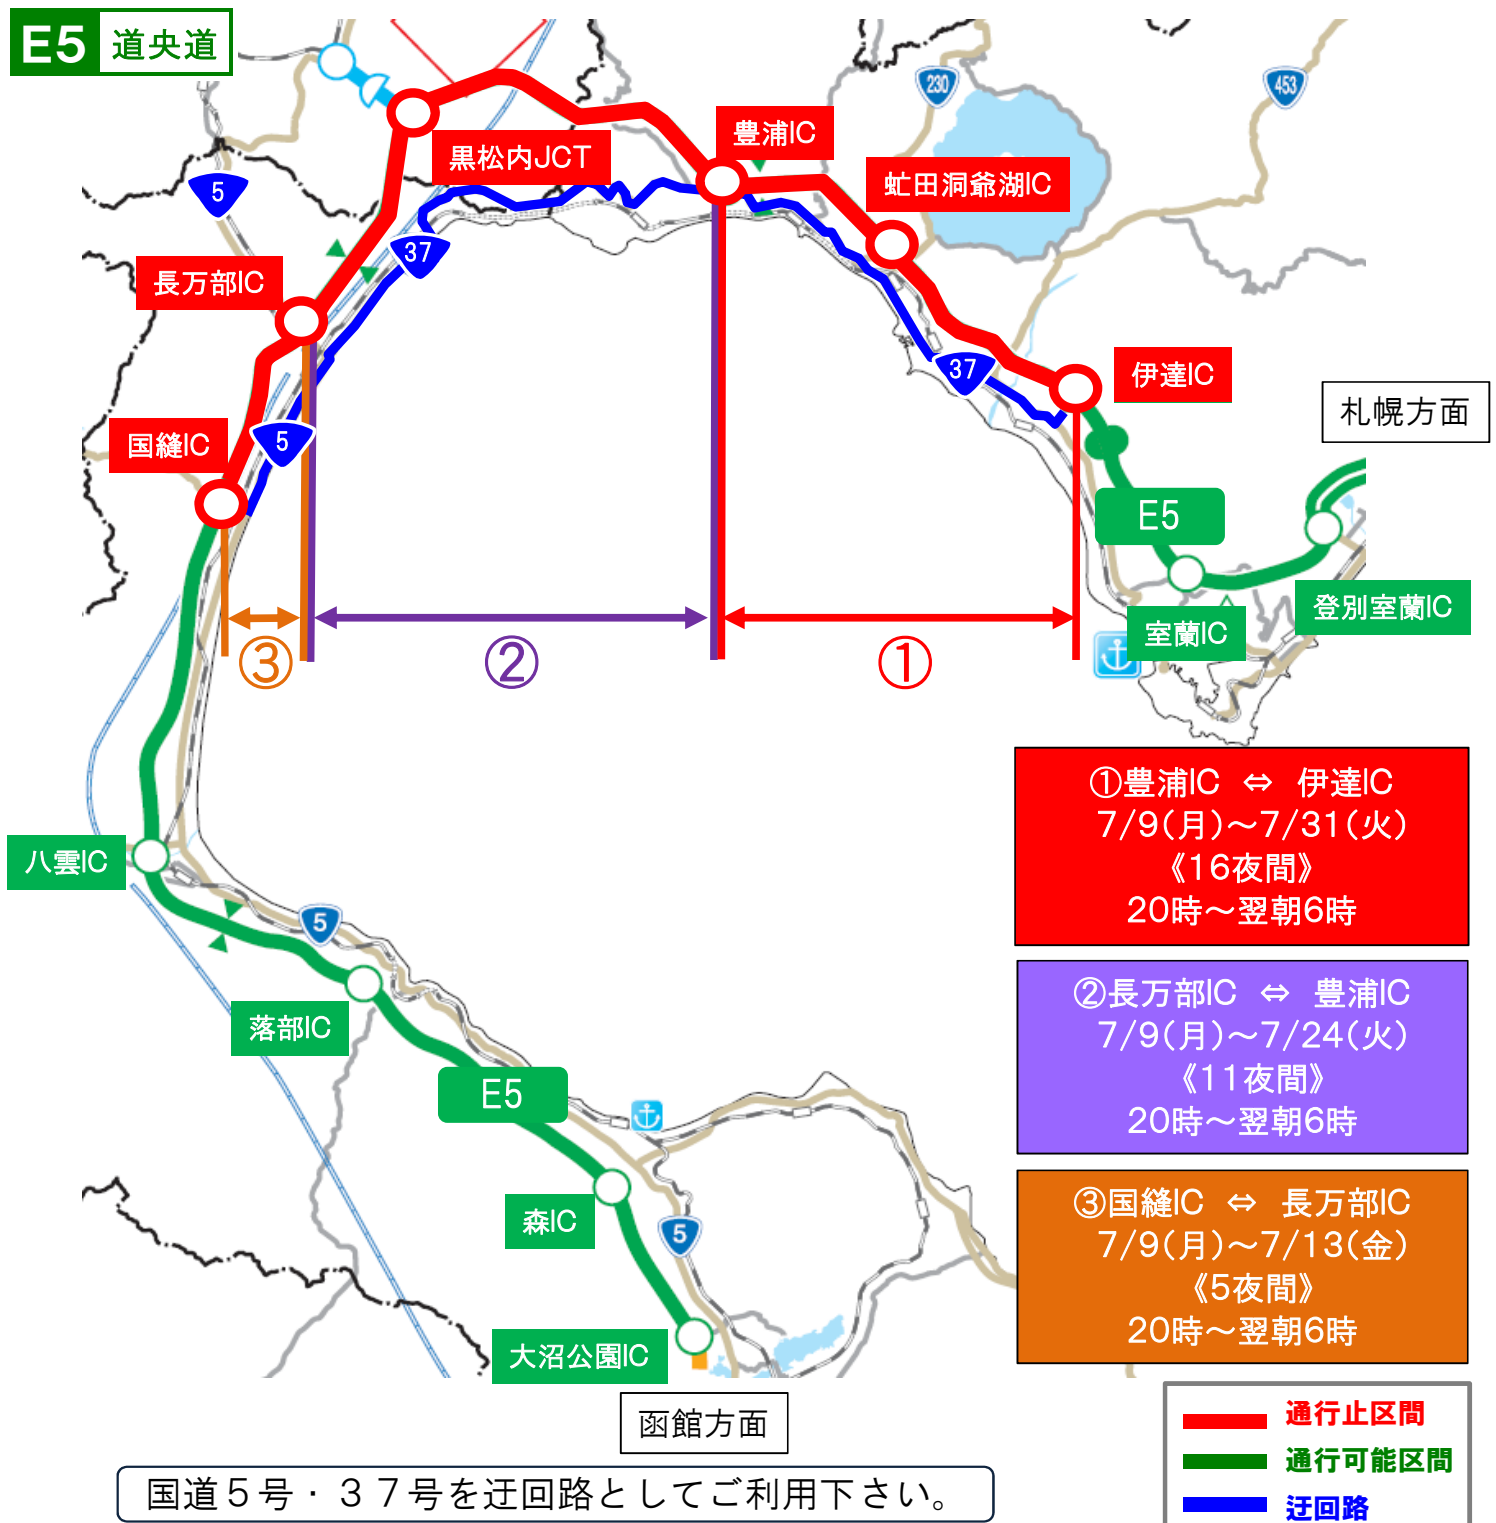 E5 道央道
230
453
豊浦IC
黒松内JCT
虻田洞爺湖IC
5
37
長万部IC
37
伊達IC
札幌方面
国縫IC
5
E5
登別室蘭IC
室蘭IC
③
②
①
①豊浦IC ⇔ 伊達IC
7/9(月)～7/31(火)
《16夜間》
20時～翌朝6時
八雲IC
5
②長万部IC ⇔ 豊浦IC
7/9(月)～7/24(火)
《11夜間》
20時～翌朝6時
落部IC
E5
③国縫IC ⇔ 長万部IC
7/9(月)～7/13(金)
《5夜間》
20時～翌朝6時
森IC
5
大沼公園IC
函館方面
通行止区間
通行可能区間
迂回路
国道５号・３７号を迂回路としてご利用下さい。